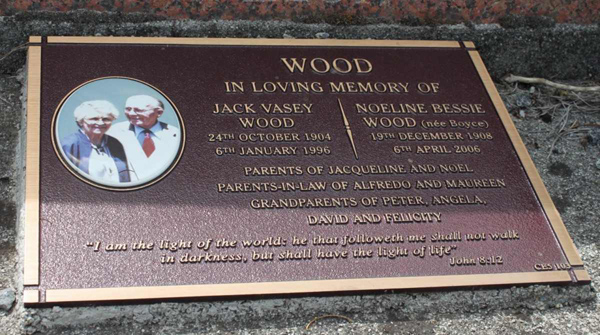 WOOD
IN LOVING MEMORY OF
JACK VASEY
WOOD
24TH OCTOBER 1904
6TH JANUARY 1996
NOELINE BESSIE
WOOD (née Boyce)
19TH DECEMBER 1908
6TH APRIL 2006
PARENTS OF JACQUELINE AND NOEL
PARENTS-IN-LAW OF ALFREDO AND MAUREEN
GRANDPARENTS OF PETER, ANGELA,
DAVID AND FELICITY
"I am the light of the world: he that followeth me shall not walk
in darkness, but shall have the light of life"
John 8:12